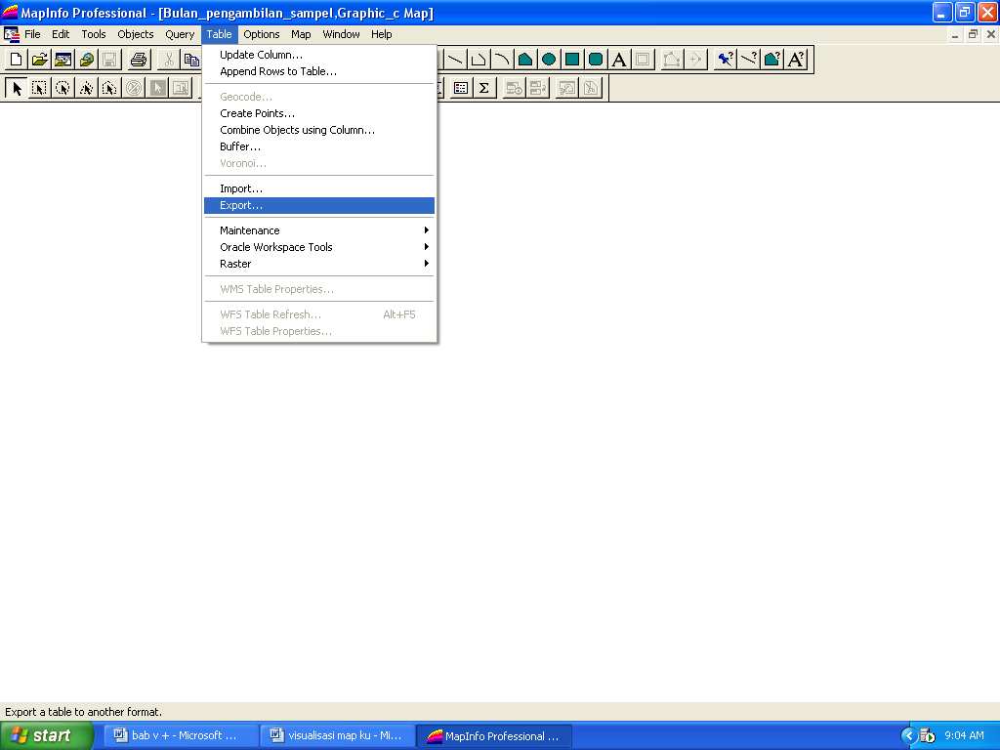 MapInfo Professional - [Bulan_pengambilan_sampel,Graphic_c Map]
File Edit Tools Objects Query Table Options Map Window Help
Update Column...
Append Rows to Table...
Geocode...
Create Points...
Combine Objects using Column...
Buffer...
Voronoi...
Import...
Export...
Maintenance
Oracle Workspace Tools
Raster
WMS Table Properties...
WFS Table Refresh... Alt+F5
WFS Table Properties...
A ? ? ? A?
Σ
Export a table to another format.
start bab v + - Microsoft ... visualisasi map ku - Mi... MapInfo Professional ... 9:04 AM